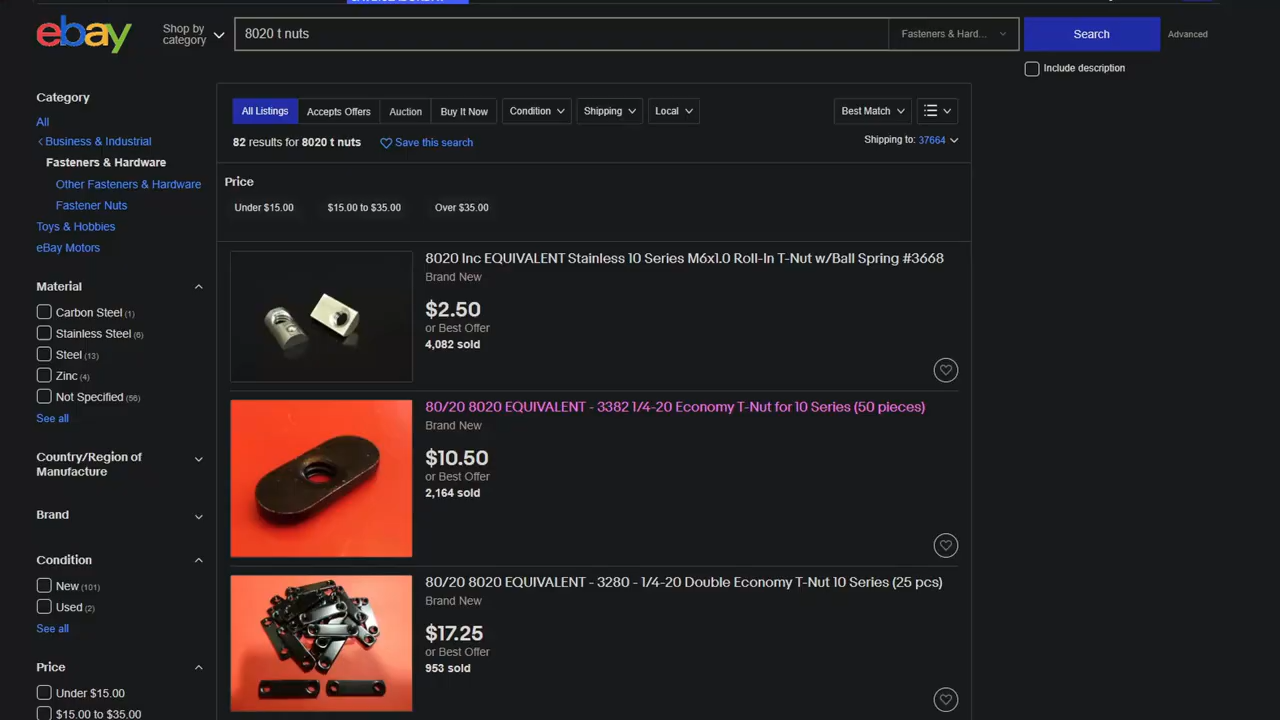 ebay
Shop by
category
8020 t nuts
Fasteners & Hard...
Search
Advanced
Include description
Category
All
Business & Industrial
Fasteners & Hardware
Other Fasteners & Hardware
Fastener Nuts
Toys & Hobbies
eBay Motors
Material
Carbon Steel (1)
Stainless Steel (6)
Steel (13)
Zinc (4)
Not Specified (56)
See all
Country/Region of
Manufacture
Brand
Condition
New (101)
Used (2)
See all
Price
Under $15.00
$15.00 to $35.00
All Listings
Accepts Offers
Auction
Buy It Now
Condition
Shipping
Local
Best Match
82 results for 8020 t nuts
Save this search
Shipping to: 37664
Price
Under $15.00
$15.00 to $35.00
Over $35.00
8020 Inc EQUIVALENT Stainless 10 Series M6x1.0 Roll-In T-Nut w/Ball Spring #3668
Brand New
$2.50
or Best Offer
4,082 sold
80/20 8020 EQUIVALENT - 3382 1/4-20 Economy T-Nut for 10 Series (50 pieces)
Brand New
$10.50
or Best Offer
2,164 sold
80/20 8020 EQUIVALENT - 3280 - 1/4-20 Double Economy T-Nut 10 Series (25 pcs)
Brand New
$17.25
or Best Offer
953 sold